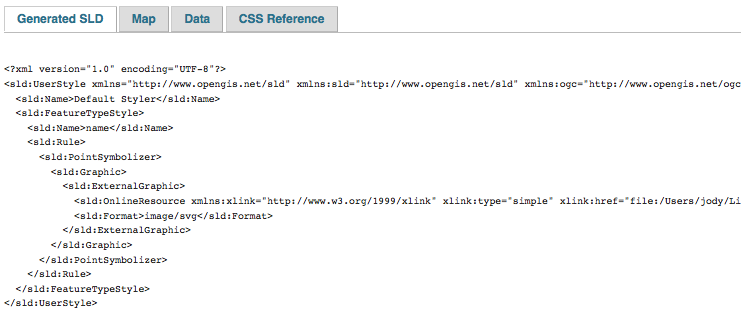 Generated SLD Map Data CSS Reference
<?xml version="1.0" encoding="UTF-8"?>
<sld:UserStyle xmlns="http://www.opengis.net/sld" xmlns:sld="http://www.opengis.net/sld" xmlns:ogc="http://www.opengis.net/ogc
<sld:Name>Default Styler</sld:Name>
<sld:FeatureTypeStyle>
<sld:Name>name</sld:Name>
<sld:Rule>
<sld:PointSymbolizer>
<sld:Graphic>
<sld:ExternalGraphic>
<sld:OnlineResource xmlns:xlink="http://www.w3.org/1999/xlink" xlink:type="simple" xlink:href="file:/Users/jody/Li
<sld:Format>image/svg</sld:Format>
</sld:ExternalGraphic>
</sld:Graphic>
</sld:PointSymbolizer>
</sld:Rule>
</sld:FeatureTypeStyle>
</sld:UserStyle>